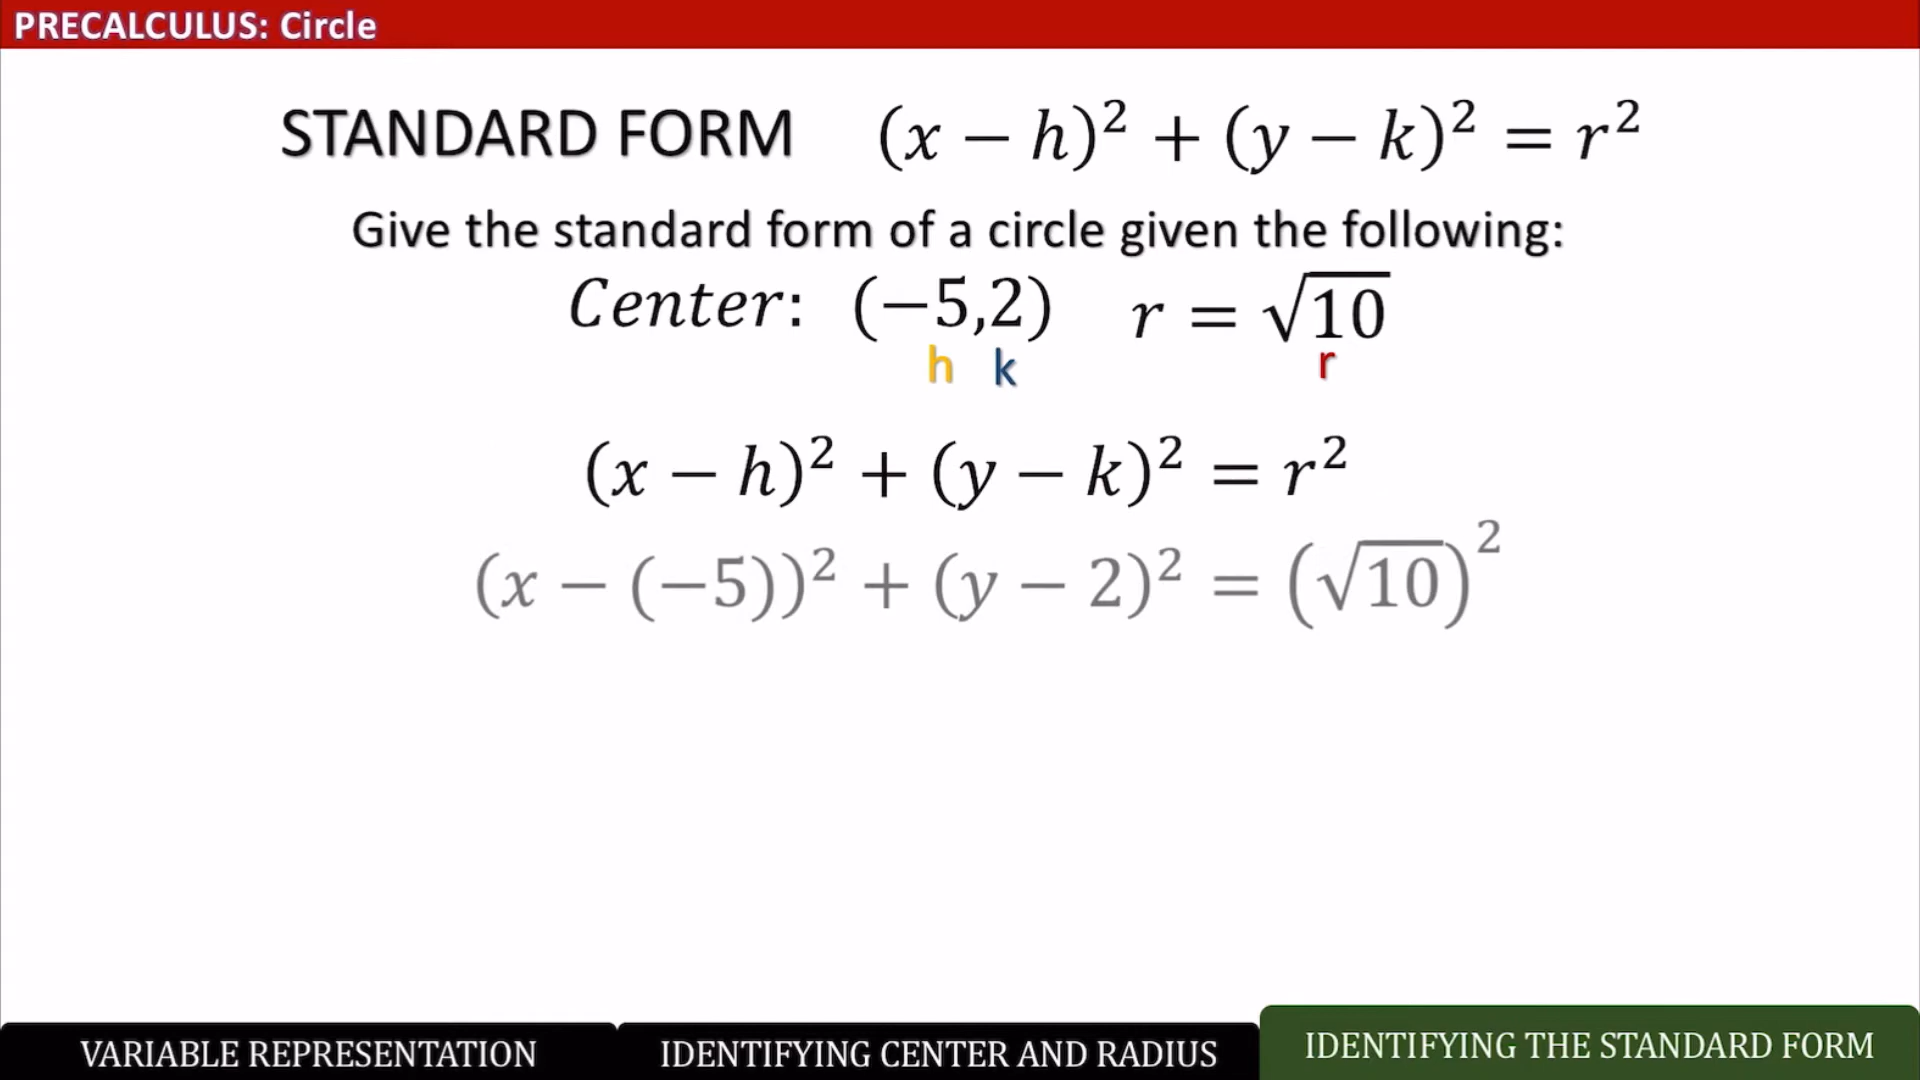 PRECALCULUS: Circle
STANDARD FORM (x − h)² + (y − k)² = r²
Give the standard form of a circle given the following:
Center: (−5,2) r = √10
h k r
(x − h)² + (y − k)² = r²
(x − (−5))² + (y − 2)² = (√10)²
VARIABLE REPRESENTATION IDENTIFYING CENTER AND RADIUS IDENTIFYING THE STANDARD FORM